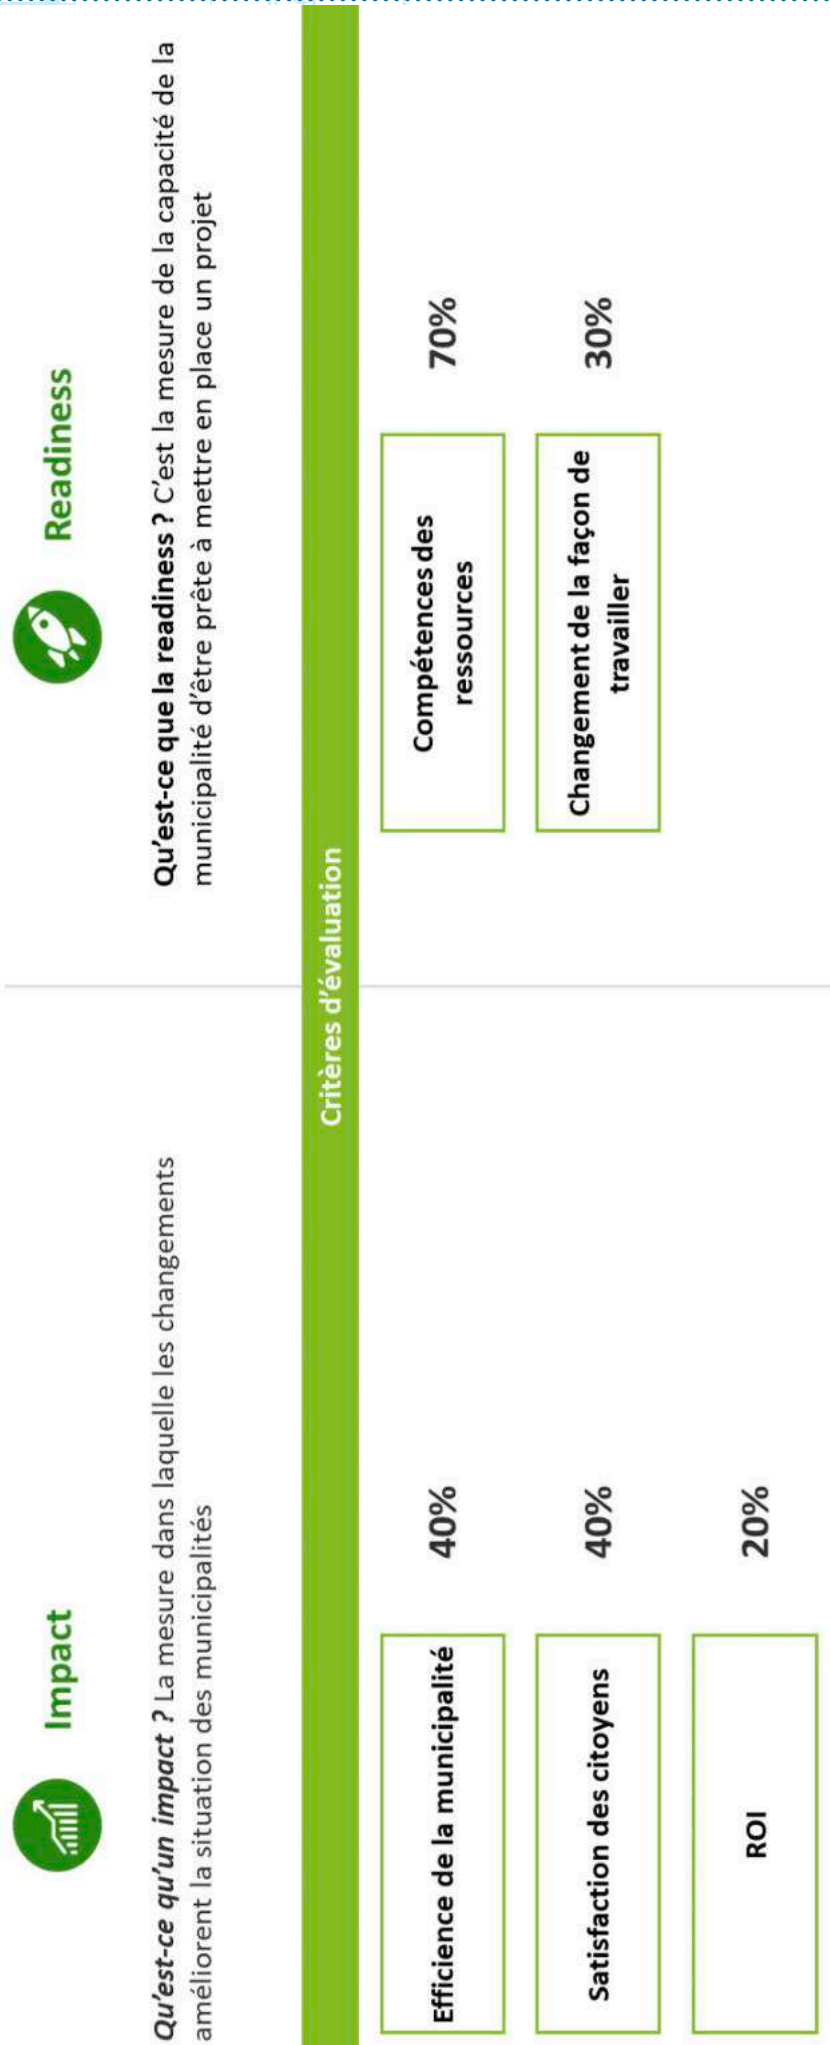 Impact
Qu'est-ce qu'un impact ? La mesure dans laquelle les changements
améliorent la situation des municipalités
Readiness
Qu'est-ce que la readiness ? C'est la mesure de la capacité de la
municipalité d'être prête à mettre en place un projet
Critères d'évaluation
Efficience de la municipalité
40%
Satisfaction des citoyens
40%
ROI
20%
Compétences des
ressources
70%
Changement de la façon de
travailler
30%